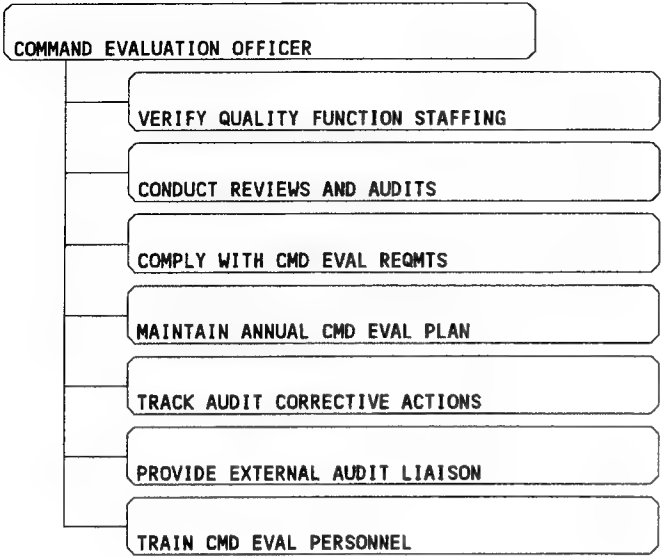 COMMAND EVALUATION OFFICER
VERIFY QUALITY FUNCTION STAFFING
CONDUCT REVIEWS AND AUDITS
COMPLY WITH CMD EVAL REQMTS
MAINTAIN ANNUAL CMD EVAL PLAN
TRACK AUDIT CORRECTIVE ACTIONS
PROVIDE EXTERNAL AUDIT LIAISON
TRAIN CMD EVAL PERSONNEL